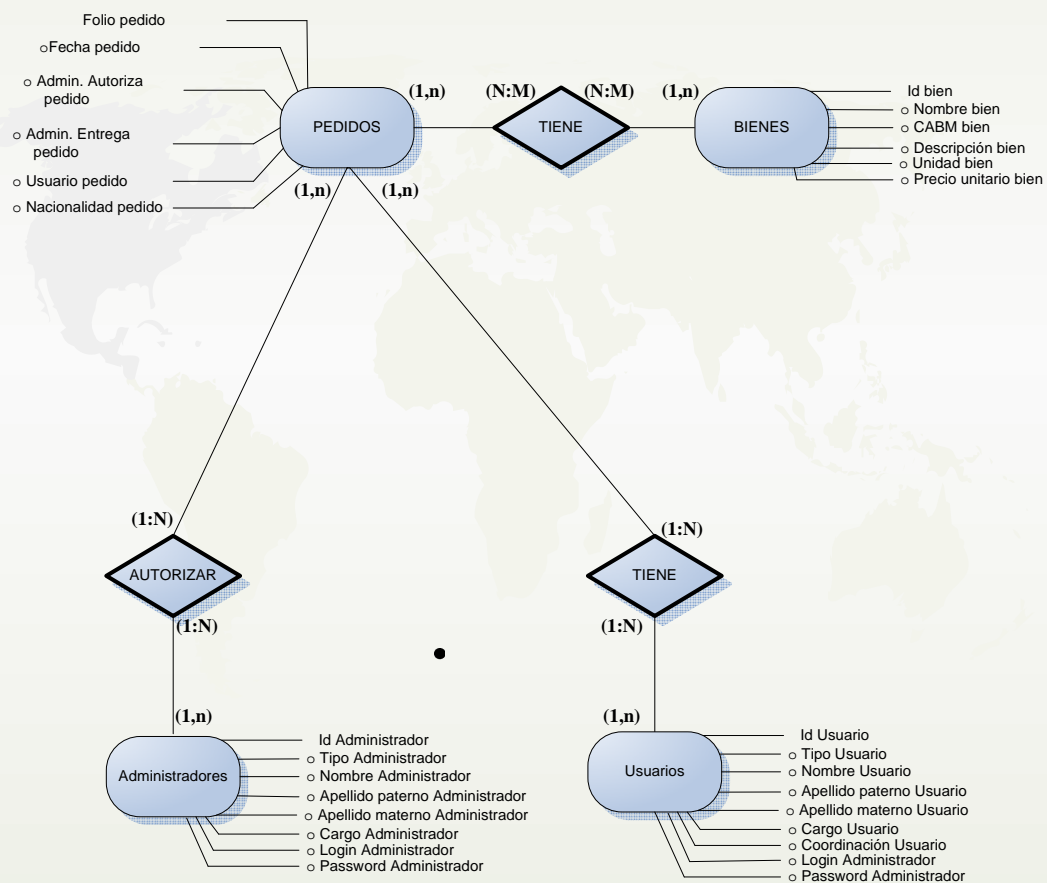 Folio pedido
o Fecha pedido
o Admin. Autoriza
pedido
o Admin. Entrega
pedido
o Usuario pedido
o Nacionalidad pedido
PEDIDOS
(1,n)
(1,n)
(1,n)
(N:M)
(N:M)
TIENE
(1,n)
BIENES
Id bien
o Nombre bien
o CABM bien
o Descripción bien
o Unidad bien
o Precio unitario bien
(1:N)
AUTORIZAR
(1:N)
(1,n)
(1:N)
TIENE
(1:N)
(1,n)
Administradores
Id Administrador
o Tipo Administrador
o Nombre Administrador
o Apellido paterno Administrador
o Apellido materno Administrador
o Cargo Administrador
o Login Administrador
o Password Administrador
Usuarios
Id Usuario
o Tipo Usuario
o Nombre Usuario
o Apellido paterno Usuario
o Apellido materno Usuario
o Cargo Usuario
o Coordinación Usuario
o Login Administrador
o Password Administrador